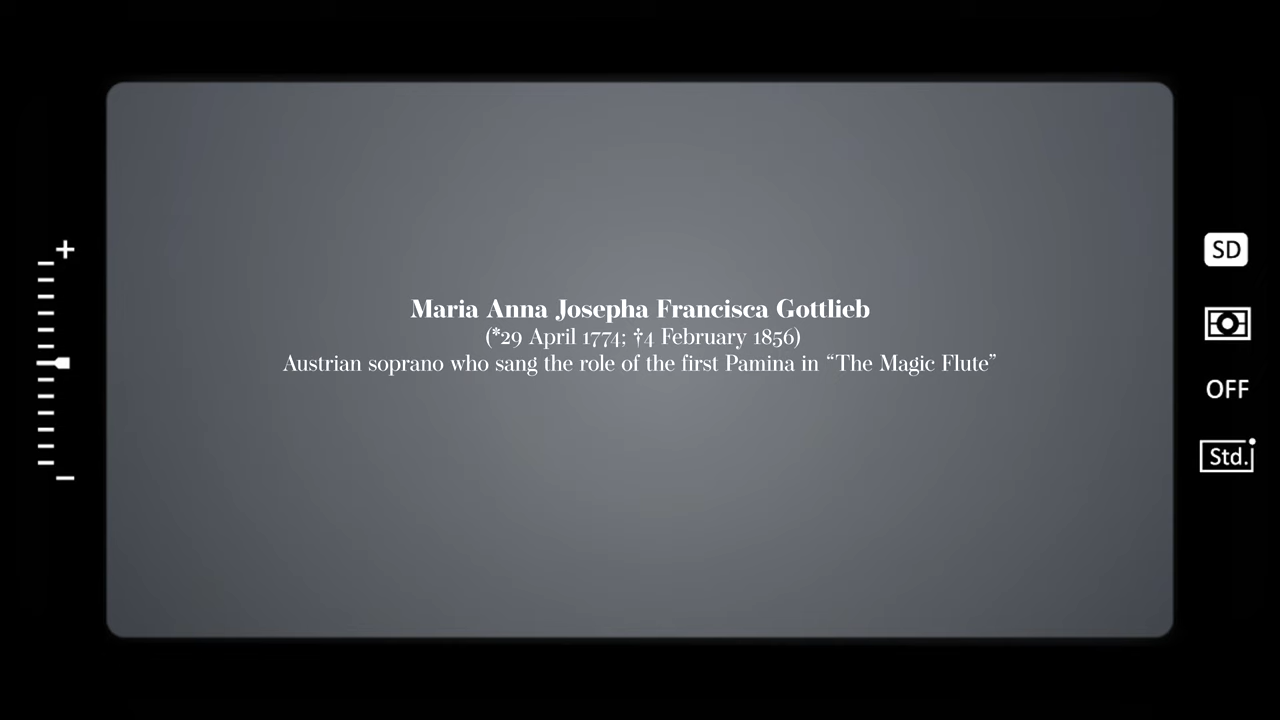 Maria Anna Josepha Francisca Gottlieb
(*29 April 1774; †4 February 1856)
Austrian soprano who sang the role of the first Pamina in “The Magic Flute”
+
−
SD
OFF
Std.